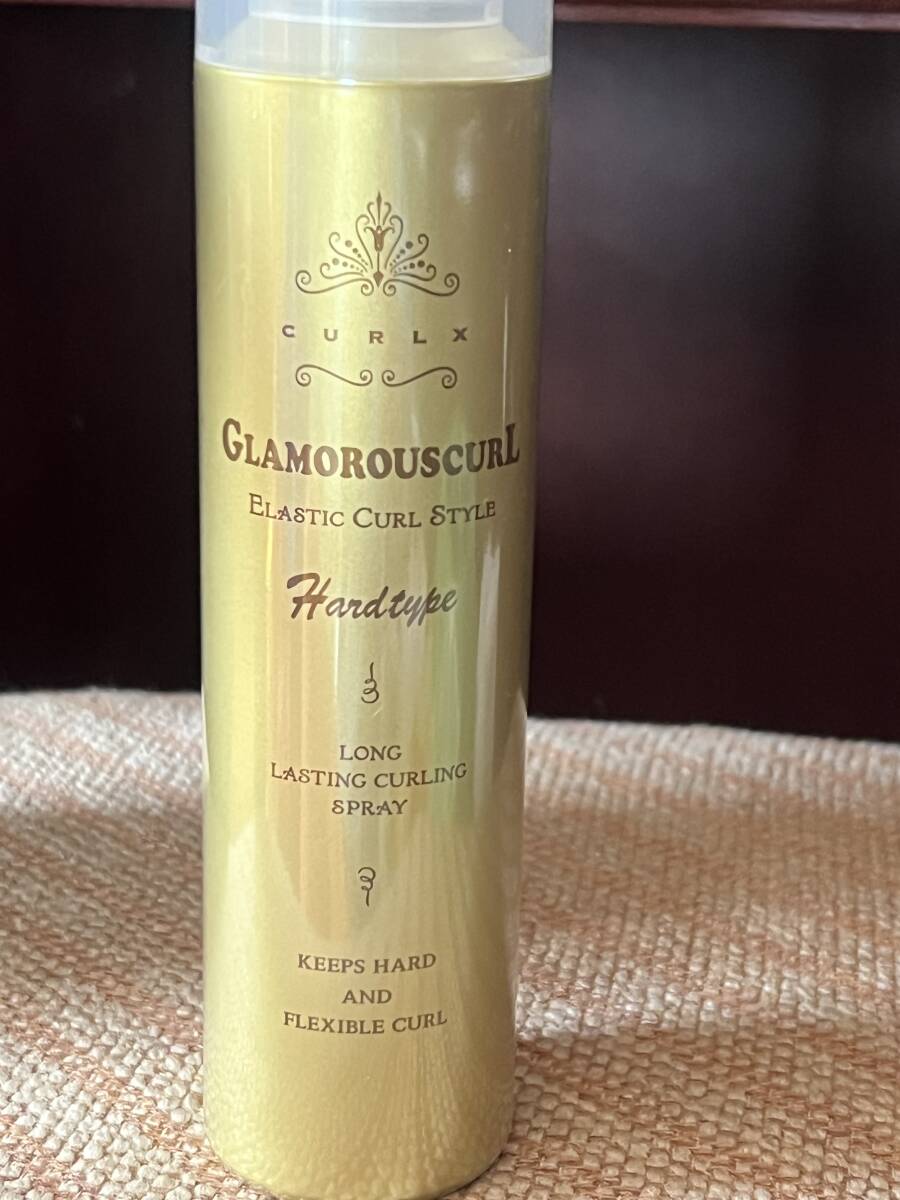 CURLX
GLAMOROUSCURL
ELASTIC CURL STYLE
Hardtype
LONG
LASTING CURLING
SPRAY
KEEPS HARD
AND
FLEXIBLE CURL